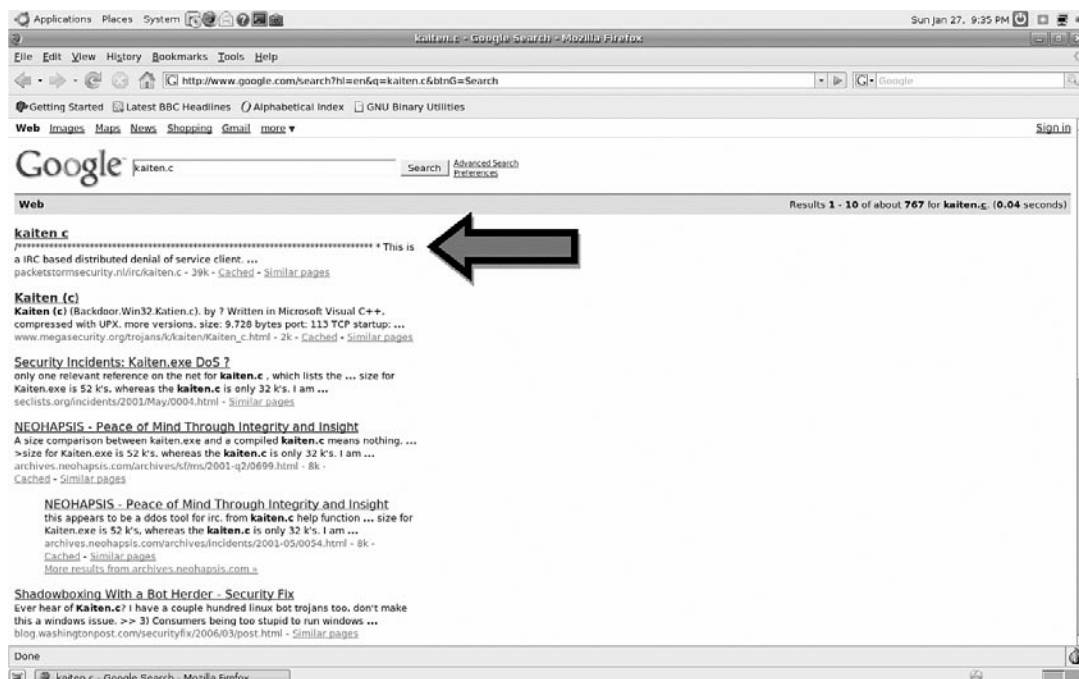 Applications Places System
Sun Jan 27, 9:35 PM
kaiten.c - Google Search - Mozilla Firefox
File Edit View History Bookmarks Tools Help
http://www.google.com/search?hl=en&q=kaiten.c&btnG=Search
Google
Getting Started Latest BBC Headlines Alphabetical Index GNU Binary Utilities
Web Images Maps News Shopping Gmail more ▼
Sign in
Google kaiten.c Search Advanced Search
Preferences
Web Results 1 - 10 of about 767 for kaiten.c. (0.04 seconds)
kaiten c
/****************************************************************************** * This is
a IRC based distributed denial of service client. ...
packetstormsecurity.nl/irc/kaiten.c - 39k - Cached - Similar pages
Kaiten (c)
Kaiten (c) (Backdoor.Win32.Katien.c). by ? Written in Microsoft Visual C++,
compressed with UPX. more versions. size: 9.728 bytes port: 113 TCP startup: ...
www.megasecurity.org/trojans/k/kaiten/Kaiten_c.html - 2k - Cached - Similar pages
Security Incidents: Kaiten.exe DoS ?
only one relevant reference on the net for kaiten.c , which lists the ... size for
Kaiten.exe is 52 k's, whereas the kaiten.c is only 32 k's. I am ...
seclists.org/incidents/2001/May/0004.html - Similar pages
NEOHAPSIS - Peace of Mind Through Integrity and Insight
A size comparison between kaiten.exe and a compiled kaiten.c means nothing. ...
>size for Kaiten.exe is 52 k's. whereas the kaiten.c is only 32 k's. I am ...
archives.neohapsis.com/archives/sf/ms/2001-q2/0699.html - 8k -
Cached - Similar pages
NEOHAPSIS - Peace of Mind Through Integrity and Insight
this appears to be a ddos tool for irc. from kaiten.c help function ... size for
Kaiten.exe is 52 k's, whereas the kaiten.c is only 32 k's. I am ...
archives.neohapsis.com/archives/incidents/2001-05/0054.html - 8k -
Cached - Similar pages
More results from archives.neohapsis.com »
Shadowboxing With a Bot Herder - Security Fix
Ever hear of Kaiten.c? I have a couple hundred linux bot trojans too. don't make
this a windows issue. >> 3) Consumers being too stupid to run windows ...
blog.washingtonpost.com/securityfix/2006/03/post.html - Similar pages
Done
kaiten.c - Google Search - Mozilla Firefox